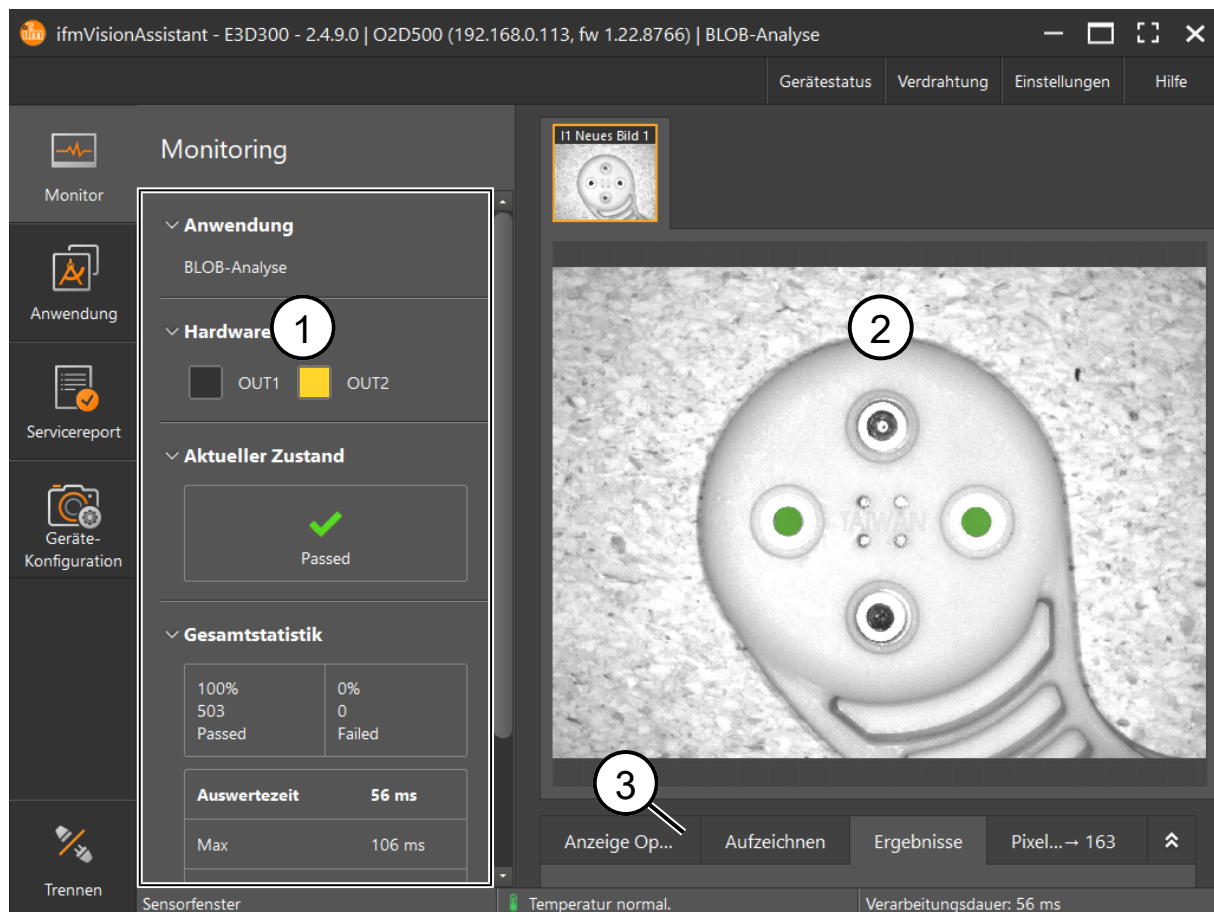 ifm ifmVisionAssistant - E3D300 - 2.4.9.0 | O2D500 (192.168.0.113, fw 1.22.8766) | BLOB-Analyse
Gerätestatus Verdrahtung Einstellungen Hilfe
Monitor
Anwendung
Servicereport
Geräte-
Konfiguration
Trennen
Monitoring
Anwendung
BLOB-Analyse
Hardware
1
OUT1 OUT2
Aktueller Zustand
Passed
Gesamtstatistik
100% 0%
503 0
Passed Failed
Auswertezeit 56 ms
Max 106 ms
I1 Neues Bild 1
2
3
Anzeige Op... Aufzeichnen Ergebnisse Pixel...→ 163
Sensorfenster Temperatur normal. Verarbeitungsdauer: 56 ms